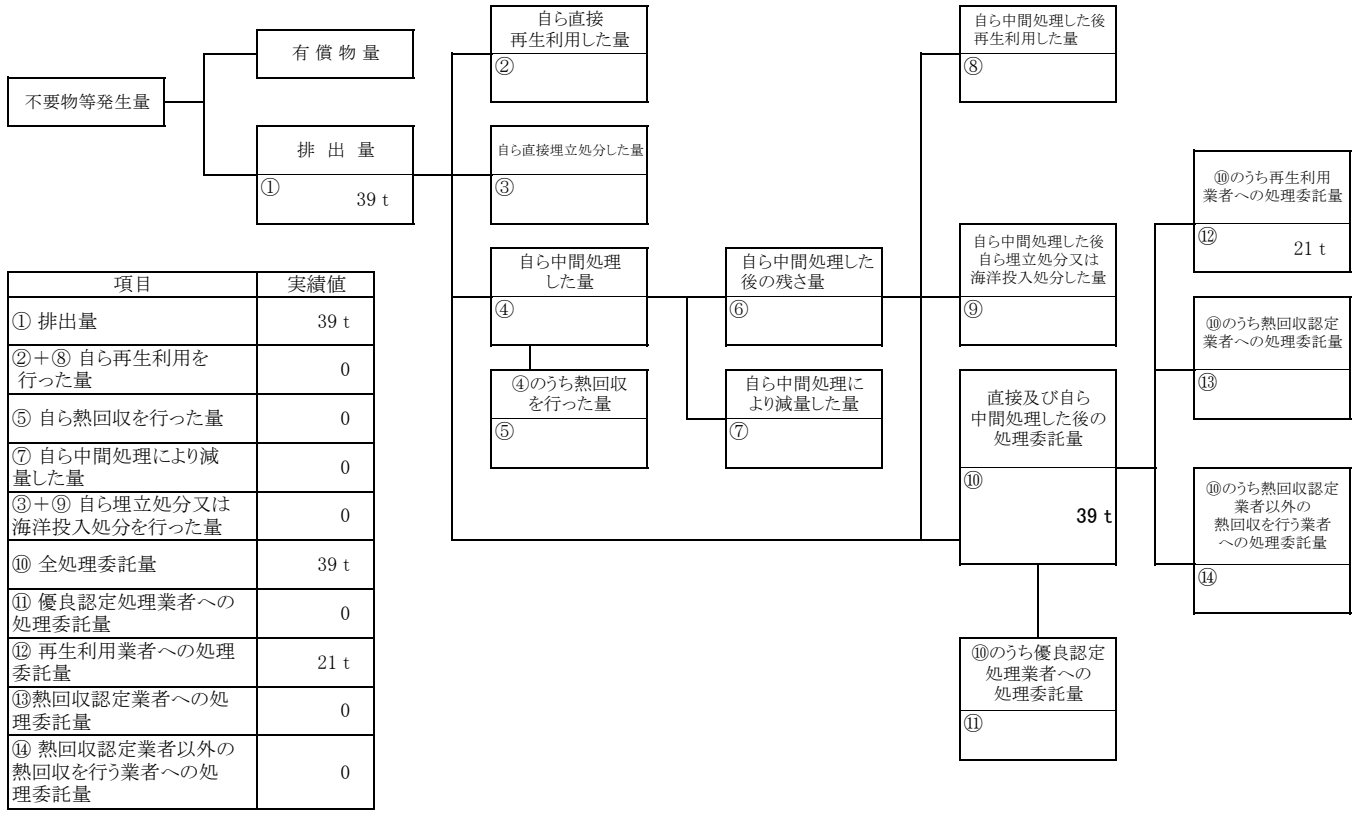 不要物等発生量
有 償 物 量
排 出 量
①
39 t
自ら直接
再生利用した量
②
自ら直接埋立処分した量
③
自ら中間処理
した量
④
④のうち熱回収
を行った量
⑤
自ら中間処理した
後の残さ量
⑥
自ら中間処理に
より減量した量
⑦
自ら中間処理した後
再生利用した量
⑧
自ら中間処理した後
自ら埋立処分又は
海洋投入処分した量
⑨
直接及び自ら
中間処理した後の
処理委託量
⑩
39 t
⑩のうち優良認定
処理業者への
処理委託量
⑪
⑩のうち再生利用
業者への処理委託量
⑫
21 t
⑩のうち熱回収認定
業者への処理委託量
⑬
⑩のうち熱回収認定
業者以外の
熱回収を行う業者
への処理委託量
⑭
項目 実績値
① 排出量 39 t
②＋⑧ 自ら再生利用を
行った量 0
⑤ 自ら熱回収を行った量 0
⑦ 自ら中間処理により減
量した量 0
③＋⑨ 自ら埋立処分又は
海洋投入処分を行った量 0
⑩ 全処理委託量 39 t
⑪ 優良認定処理業者への
処理委託量 0
⑫ 再生利用業者への処理
委託量 21 t
⑬熱回収認定業者への処
理委託量 0
⑭ 熱回収認定業者以外の
熱回収を行う業者への処
理委託量 0